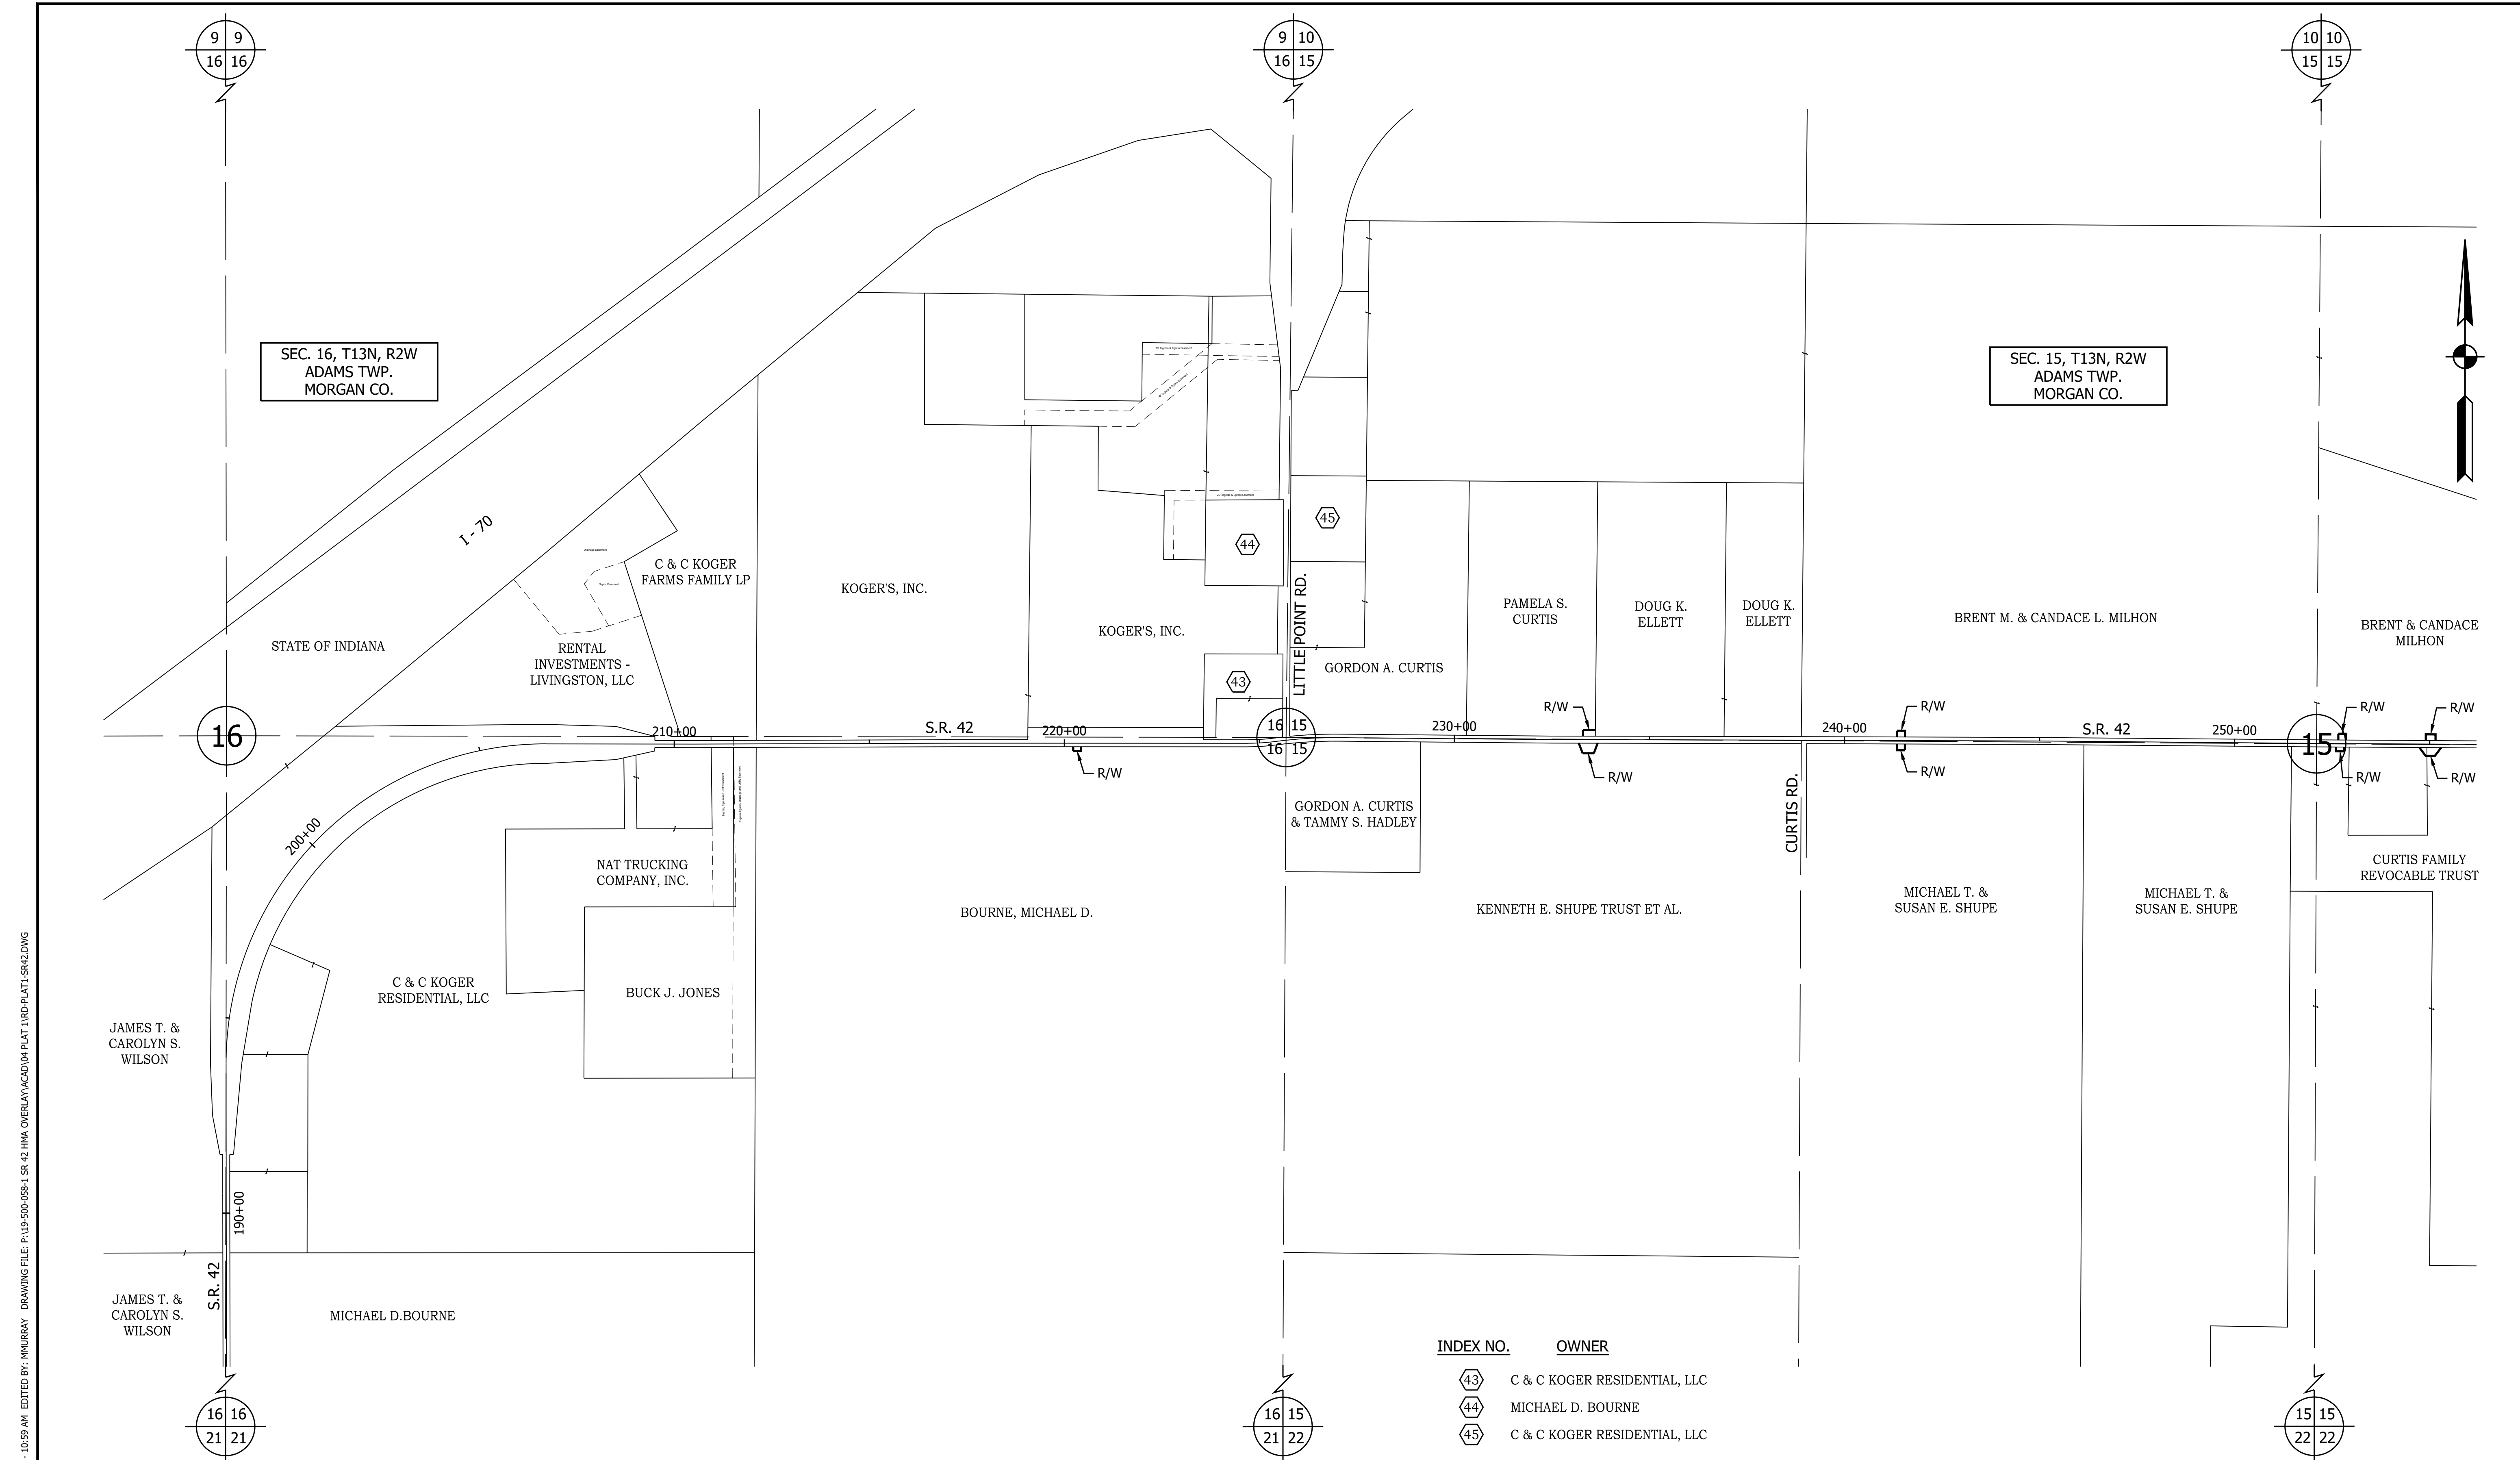 9 9
16 16
9 10
16 15
10 10
15 15
SEC. 16, T13N, R2W
ADAMS TWP.
MORGAN CO.
SEC. 15, T13N, R2W
ADAMS TWP.
MORGAN CO.
I - 70
Drainage Easement
Septic Easement
C & C KOGER
FARMS FAMILY LP
KOGER'S, INC.
KOGER'S, INC.
44
45
43
LITTLE POINT RD.
STATE OF INDIANA
RENTAL
INVESTMENTS -
LIVINGSTON, LLC
GORDON A. CURTIS
PAMELA S.
CURTIS
DOUG K.
ELLETT
DOUG K.
ELLETT
BRENT M. & CANDACE L. MILHON
BRENT & CANDACE
MILHON
16
210+00
S.R. 42
220+00
16 15
16 15
230+00
240+00
S.R. 42
250+00
15
R/W
R/W
R/W
R/W
R/W
R/W
R/W
R/W
R/W
200+00
NAT TRUCKING
COMPANY, INC.
BUCK J. JONES
C & C KOGER
RESIDENTIAL, LLC
BOURNE, MICHAEL D.
GORDON A. CURTIS
& TAMMY S. HADLEY
KENNETH E. SHUPE TRUST ET AL.
CURTIS RD.
MICHAEL T. &
SUSAN E. SHUPE
MICHAEL T. &
SUSAN E. SHUPE
CURTIS FAMILY
REVOCABLE TRUST
JAMES T. &
CAROLYN S.
WILSON
190+00
S.R. 42
JAMES T. &
CAROLYN S.
WILSON
MICHAEL D.BOURNE
INDEX NO. OWNER
43 C & C KOGER RESIDENTIAL, LLC
44 MICHAEL D. BOURNE
45 C & C KOGER RESIDENTIAL, LLC
16 16
21 21
16 15
21 22
15 15
22 22
- 10:59 AM EDITED BY: MMURRAY DRAWING FILE: P:\19-500-058-1 SR 42 HMA OVERLAY\ACAD\04 PLAT 1\RD-PLAT1-SR42.DWG